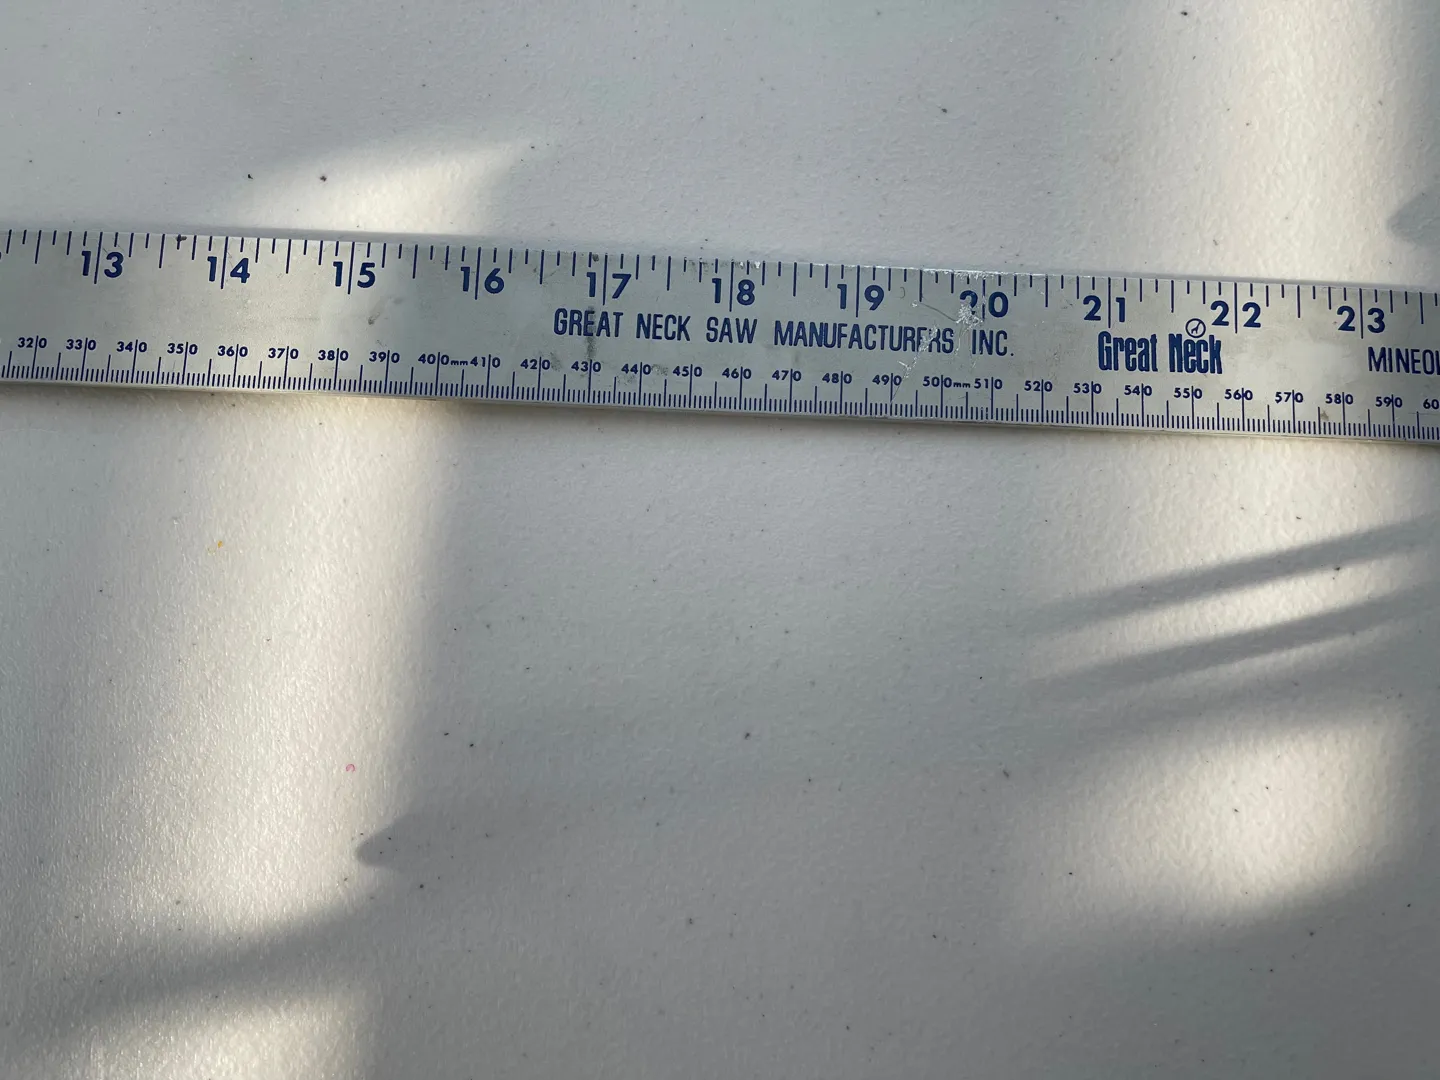 13 14 15 16 17 18 19 20 21 22 23
GREAT NECK SAW MANUFACTURERS INC. Great Neck MINEOL
320 330 340 350 360 370 380 390 400mm 410 420 430 440 450 460 470 480 490 500mm 510 520 530 540 550 560 570 580 590 60